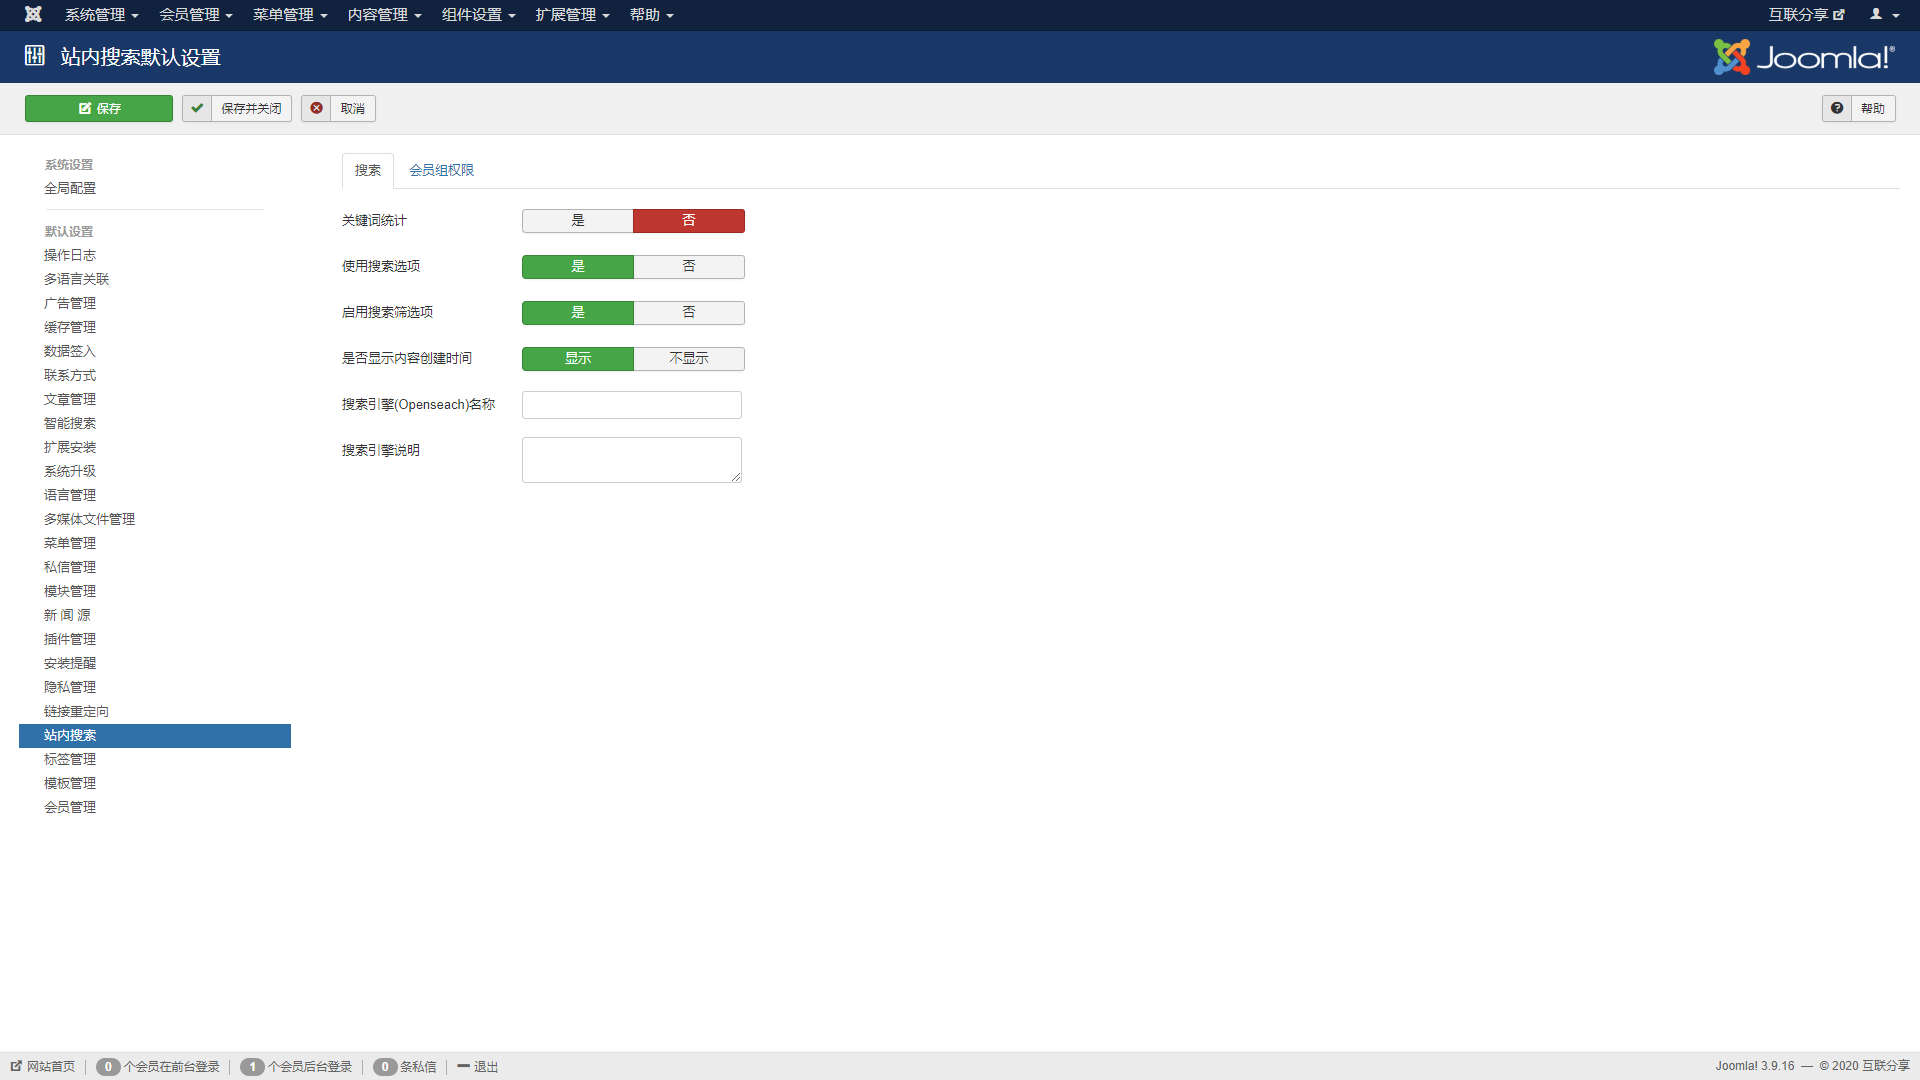 系统管理 会员管理 菜单管理 内容管理 组件设置 扩展管理 帮助 互联分享
站内搜索默认设置 Joomla!®
保存 保存并关闭 取消 帮助
系统设置
全局配置
默认设置
操作日志
多语言关联
广告管理
缓存管理
数据签入
联系方式
文章管理
智能搜索
扩展安装
系统升级
语言管理
多媒体文件管理
菜单管理
私信管理
模块管理
新 闻 源
插件管理
安装提醒
隐私管理
链接重定向
站内搜索
标签管理
模板管理
会员管理
搜索 会员组权限
关键词统计 是 否
使用搜索选项 是 否
启用搜索筛选项 是 否
是否显示内容创建时间 显示 不显示
搜索引擎(Openseach)名称
搜索引擎说明
网站首页 0 个会员在前台登录 1 个会员后台登录 0 条私信 退出 Joomla! 3.9.16 — © 2020 互联分享